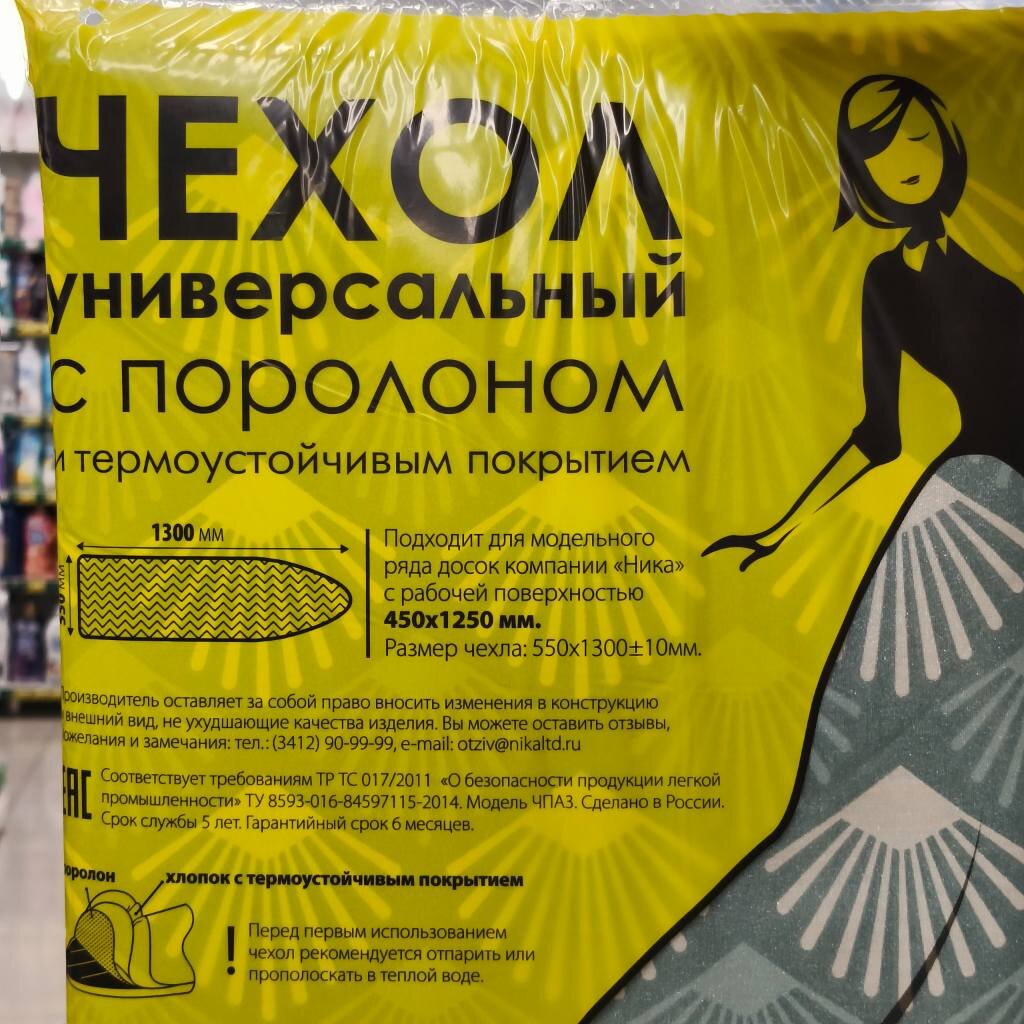 ЧЕХОЛ
универсальный
с поролоном
и термоустойчивым покрытием
1300 мм
550 мм
Подходит для модельного
ряда досок компании «Ника»
с рабочей поверхностью
450x1250 мм.
Размер чехла: 550x1300±10мм.
Производитель оставляет за собой право вносить изменения в конструкцию
и внешний вид, не ухудшающие качества изделия. Вы можете оставить отзывы,
пожелания и замечания: тел.: (3412) 90-99-99, e-mail: otziv@nikaltd.ru
EAC
Соответствует требованиям ТР ТС 017/2011 «О безопасности продукции легкой
промышленности» ТУ 8593-016-84597115-2014. Модель ЧПА3. Сделано в России.
Срок службы 5 лет. Гарантийный срок 6 месяцев.
поролон
хлопок с термоустойчивым покрытием
! Перед первым использованием
чехол рекомендуется отпарить или
прополоскать в теплой воде.